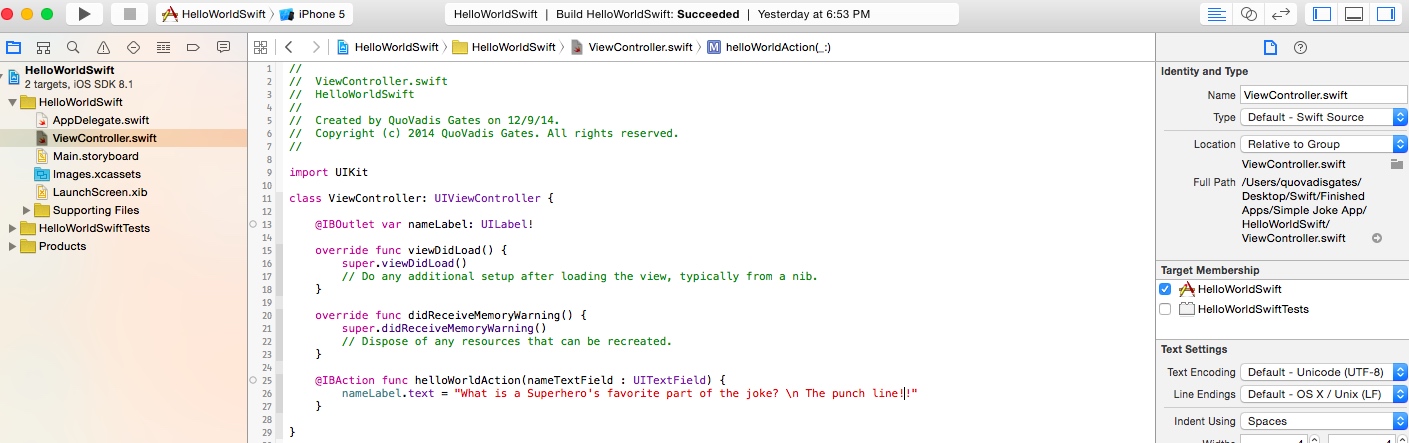 HelloWorldSwift iPhone 5
HelloWorldSwift | Build HelloWorldSwift: Succeeded | Yesterday at 6:53 PM
HelloWorldSwift
2 targets, iOS SDK 8.1
HelloWorldSwift
AppDelegate.swift
ViewController.swift
Main.storyboard
Images.xcassets
LaunchScreen.xib
Supporting Files
HelloWorldSwiftTests
Products
HelloWorldSwift HelloWorldSwift ViewController.swift M helloWorldAction(_:)
1 //
2 // ViewController.swift
3 // HelloWorldSwift
4 //
5 // Created by QuoVadis Gates on 12/9/14.
6 // Copyright (c) 2014 QuoVadis Gates. All rights reserved.
7 //
8
9 import UIKit
10
11 class ViewController: UIViewController {
12
13 @IBOutlet var nameLabel: UILabel!
14
15 override func viewDidLoad() {
16 super.viewDidLoad()
17 // Do any additional setup after loading the view, typically from a nib.
18 }
19
20 override func didReceiveMemoryWarning() {
21 super.didReceiveMemoryWarning()
22 // Dispose of any resources that can be recreated.
23 }
24
25 @IBAction func helloWorldAction(nameTextField : UITextField) {
26 nameLabel.text = "What is a Superhero's favorite part of the joke? \n The punch line!!"
27 }
28
29 }
Identity and Type
Name ViewController.swift
Type Default - Swift Source
Location Relative to Group
ViewController.swift
Full Path /Users/quovadisgates/
Desktop/Swift/Finished
Apps/Simple Joke App/
HelloWorldSwift/
ViewController.swift
Target Membership
HelloWorldSwift
HelloWorldSwiftTests
Text Settings
Text Encoding Default - Unicode (UTF-8)
Line Endings Default - OS X / Unix (LF)
Indent Using Spaces